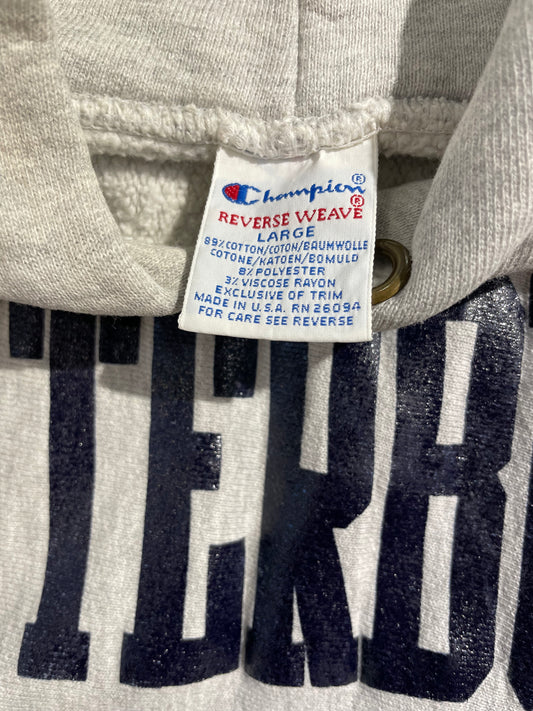 Champion®
REVERSE WEAVE®
LARGE
89% COTTON/COTON/BAUMWOLLE
COTONE/KATOEN/BOMULD
8% POLYESTER
3% VISCOSE RAYON
EXCLUSIVE OF TRIM
MADE IN U.S.A. RN 26094
FOR CARE SEE REVERSE
TERB